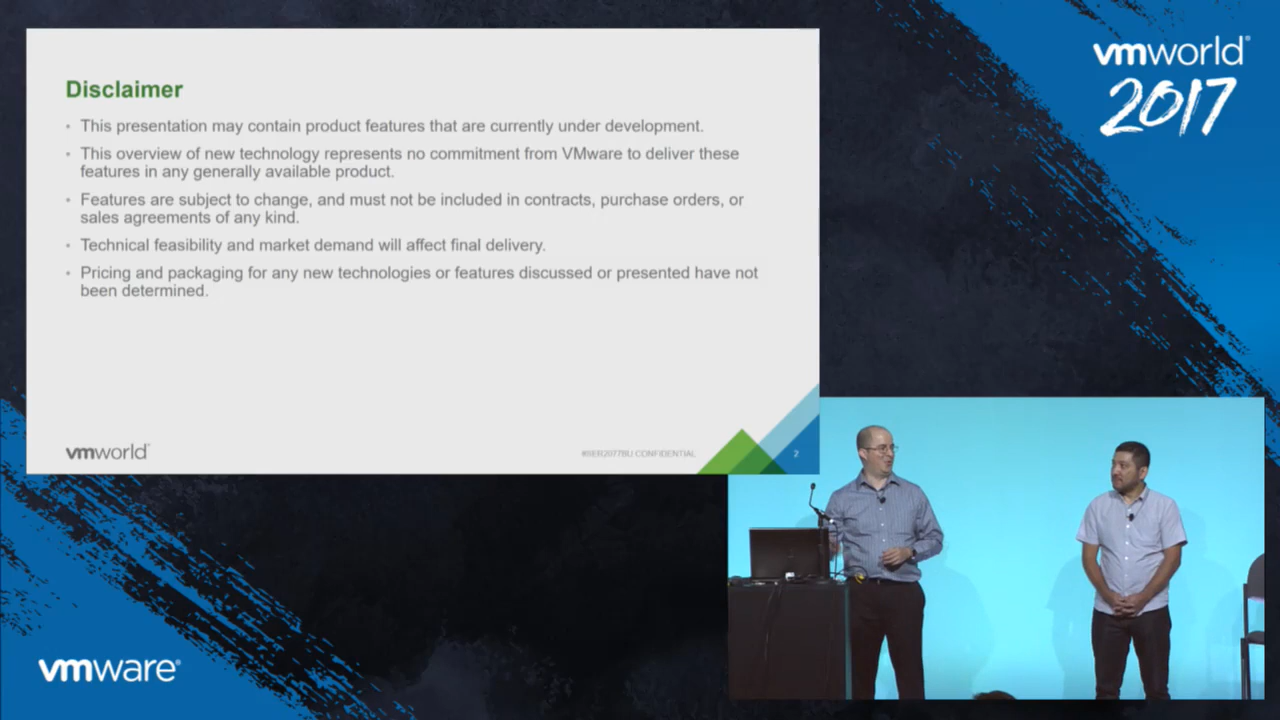 Disclaimer
• This presentation may contain product features that are currently under development.
• This overview of new technology represents no commitment from VMware to deliver these
features in any generally available product.
• Features are subject to change, and must not be included in contracts, purchase orders, or
sales agreements of any kind.
• Technical feasibility and market demand will affect final delivery.
• Pricing and packaging for any new technologies or features discussed or presented have not
been determined.
vmworld®
CONFIDENTIAL
2
vmworld®
2017
vmware®